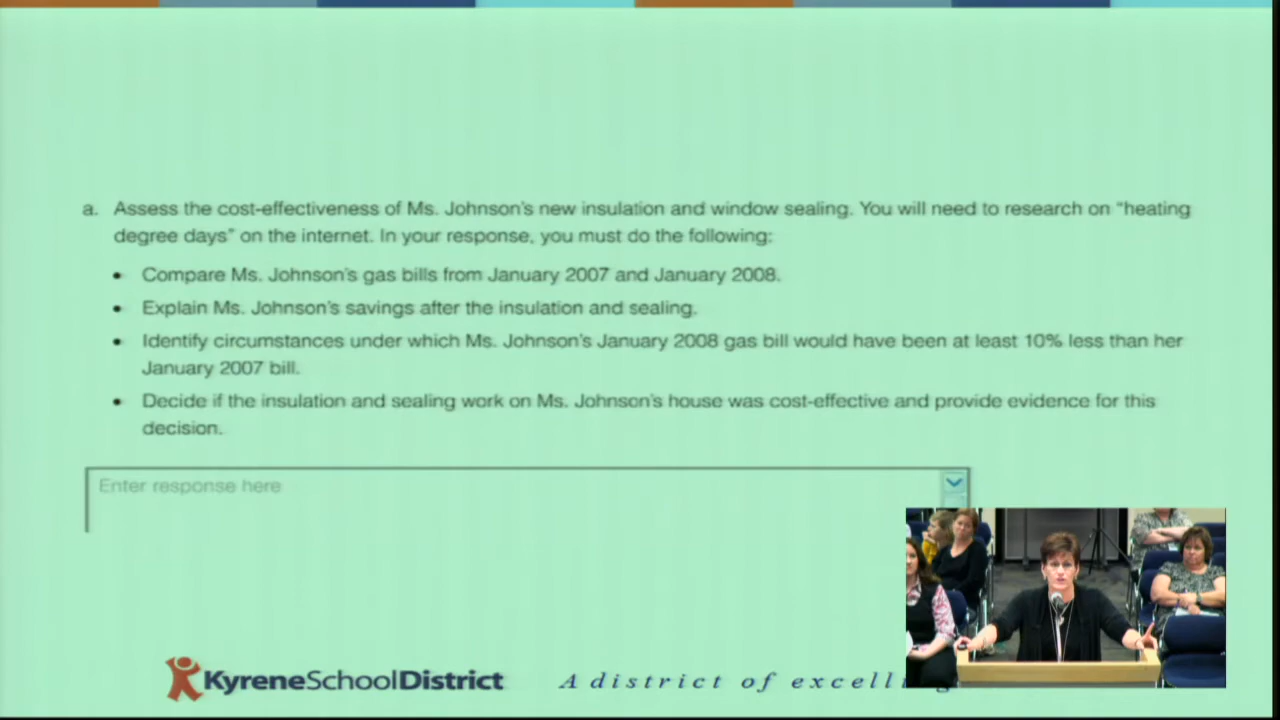 a. Assess the cost-effectiveness of Ms. Johnson's new insulation and window sealing. You will need to research on “heating
degree days” on the internet. In your response, you must do the following:
• Compare Ms. Johnson's gas bills from January 2007 and January 2008.
• Explain Ms. Johnson's savings after the insulation and sealing.
• Identify circumstances under which Ms. Johnson's January 2008 gas bill would have been at least 10% less than her
January 2007 bill.
• Decide if the insulation and sealing work on Ms. Johnson's house was cost-effective and provide evidence for this
decision.
Enter response here
KyreneSchoolDistrict
A district of